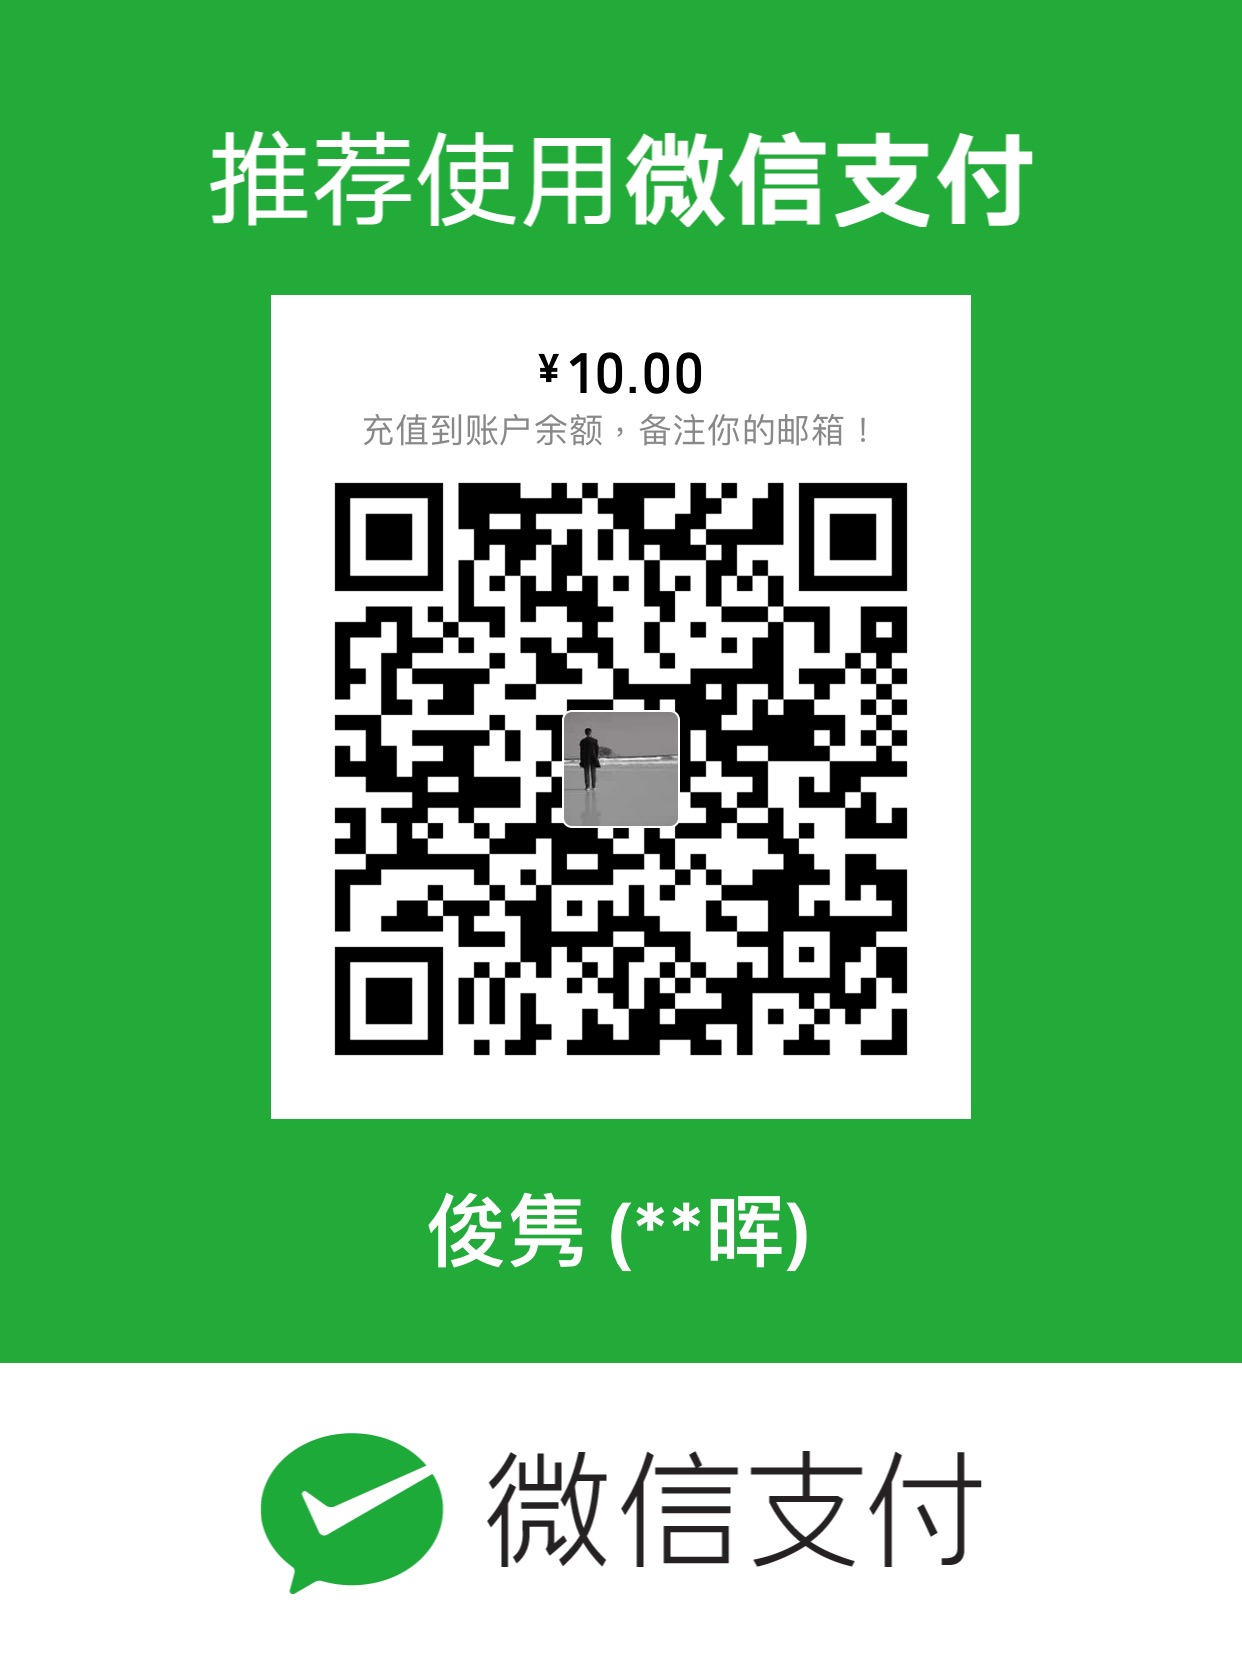 推荐使用微信支付
¥10.00
充值到账户余额，备注你的邮箱！
俊隽 (**晖)
微信支付